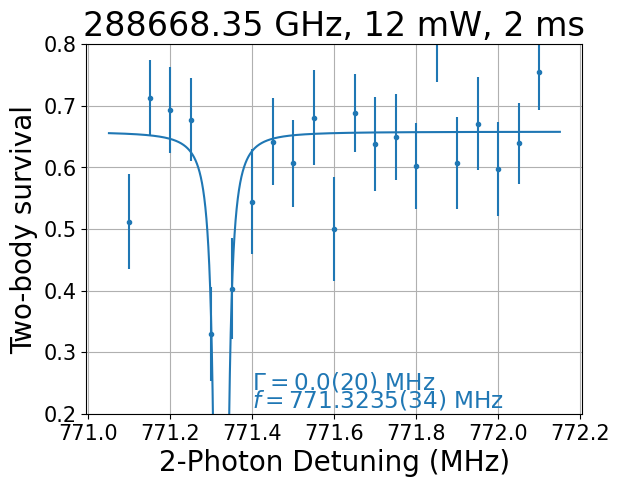 288668.35 GHz, 12 mW, 2 ms
Two-body survival
0.8
0.7
0.6
0.5
0.4
0.3
0.2
Γ = 0.0(20) MHz
f = 771.3235(34) MHz
771.0 771.2 771.4 771.6 771.8 772.0 772.2
2-Photon Detuning (MHz)